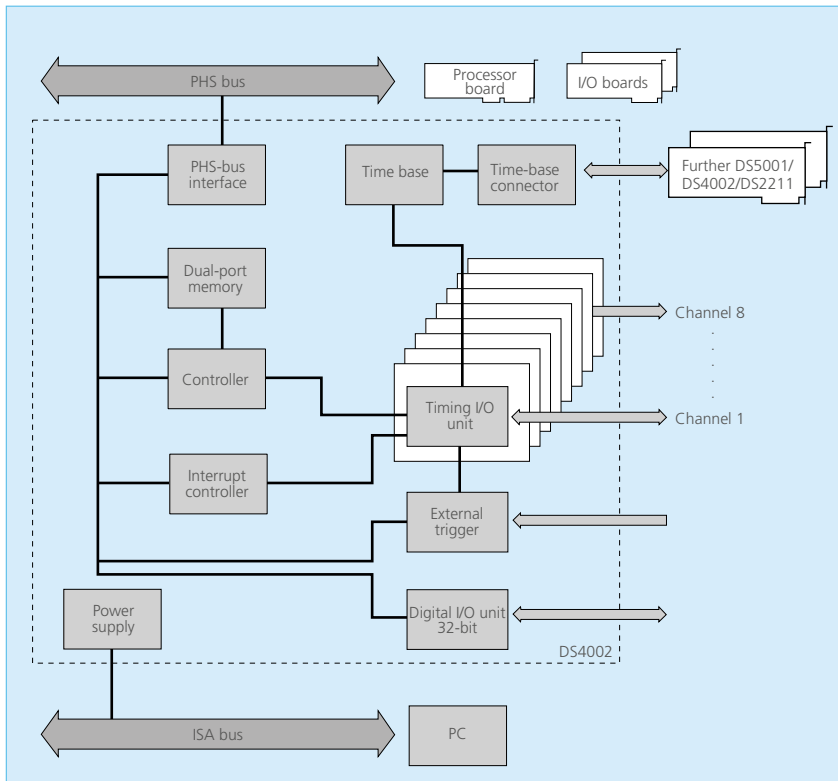 PHS bus
Processor
board
I/O boards
PHS-bus
interface
Time base
Time-base
connector
Further DS5001/
DS4002/DS2211
Dual-port
memory
Channel 8
.
.
.
.
.
Controller
Timing I/O
unit
Channel 1
Interrupt
controller
External
trigger
Power
supply
Digital I/O unit
32-bit
DS4002
ISA bus
PC